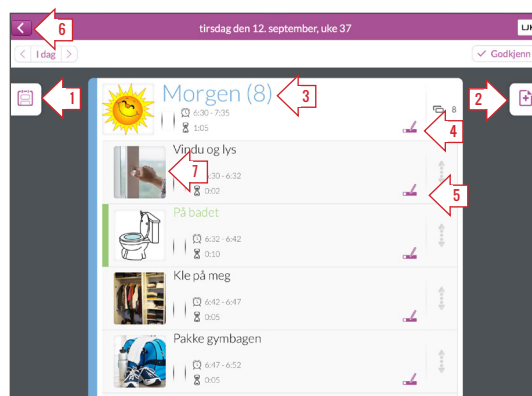 6
tirsdag den 12. september, uke 37
< I dag >
✓ Godkjenn
1
Morgen (8)
3
2
6:30 - 7:35
8
1:05
4
Vindu og lys
7
:30 - 6:32
0:02
5
På badet
6:32 - 6:42
0:10
Kle på meg
6:42 - 6:47
0:05
Pakke gymbagen
6:47 - 6:52
0:05